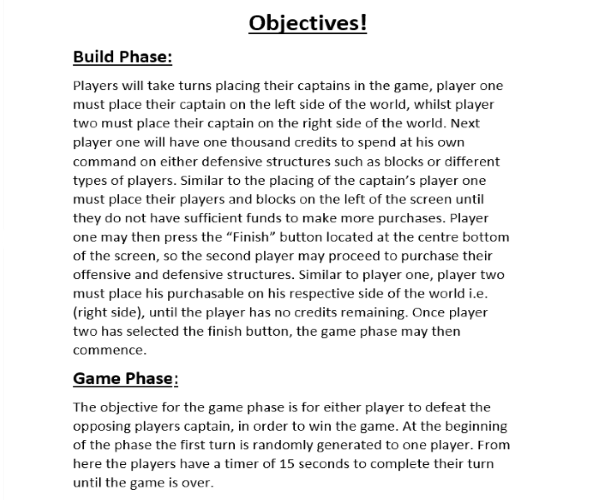 Objectives!
Build Phase:
Players will take turns placing their captains in the game, player one
must place their captain on the left side of the world, whilst player
two must place their captain on the right side of the world. Next
player one will have one thousand credits to spend at his own
command on either defensive structures such as blocks or different
types of players. Similar to the placing of the captain's player one
must place their players and blocks on the left of the screen until
they do not have sufficient funds to make more purchases. Player
one may then press the “Finish” button located at the centre bottom
of the screen, so the second player may proceed to purchase their
offensive and defensive structures. Similar to player one, player two
must place his purchasable on his respective side of the world i.e.
(right side), until the player has no credits remaining. Once player
two has selected the finish button, the game phase may then
commence.
Game Phase:
The objective for the game phase is for either player to defeat the
opposing players captain, in order to win the game. At the beginning
of the phase the first turn is randomly generated to one player. From
here the players have a timer of 15 seconds to complete their turn
until the game is over.